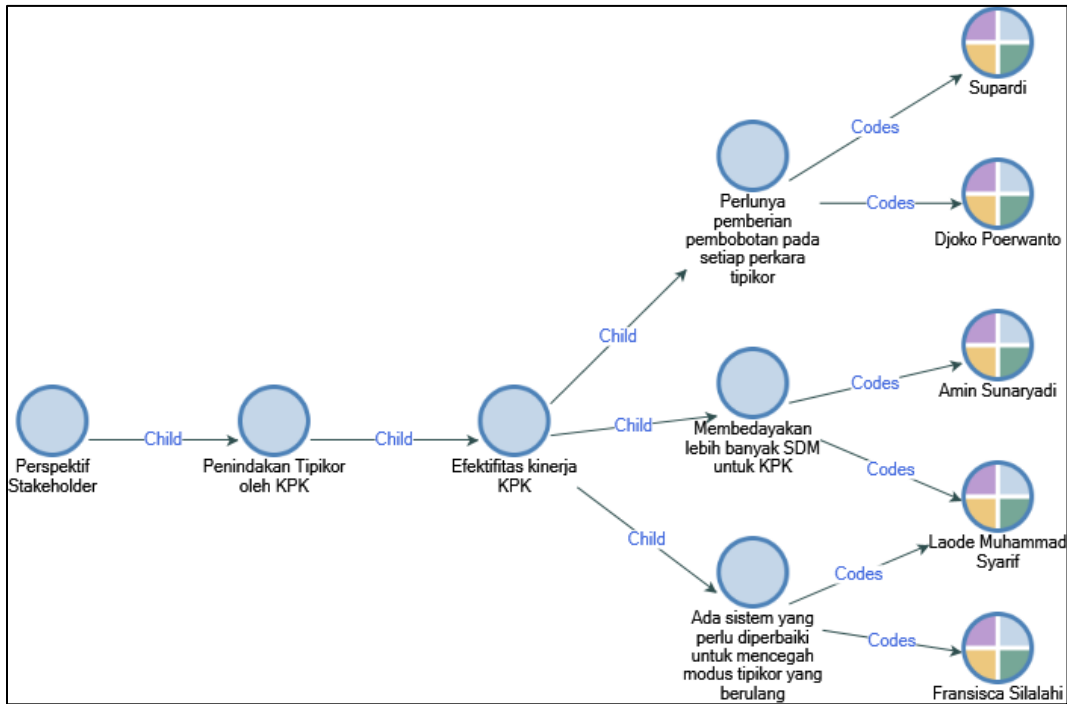 Supardi
Codes
Perlunya
pemberian
pembobotan pada
setiap perkara
tipikor
Codes
Djoko Poerwanto
Child
Codes
Amin Sunaryadi
Perspektif
Stakeholder
Child
Penindakan Tipikor
oleh KPK
Child
Efektifitas kinerja
KPK
Child
Membedayakan
lebih banyak SDM
untuk KPK
Codes
Laode Muhammad
Syarif
Child
Codes
Ada sistem yang
perlu diperbaiki
untuk mencegah
modus tipikor yang
berulang
Codes
Fransisca Silalahi